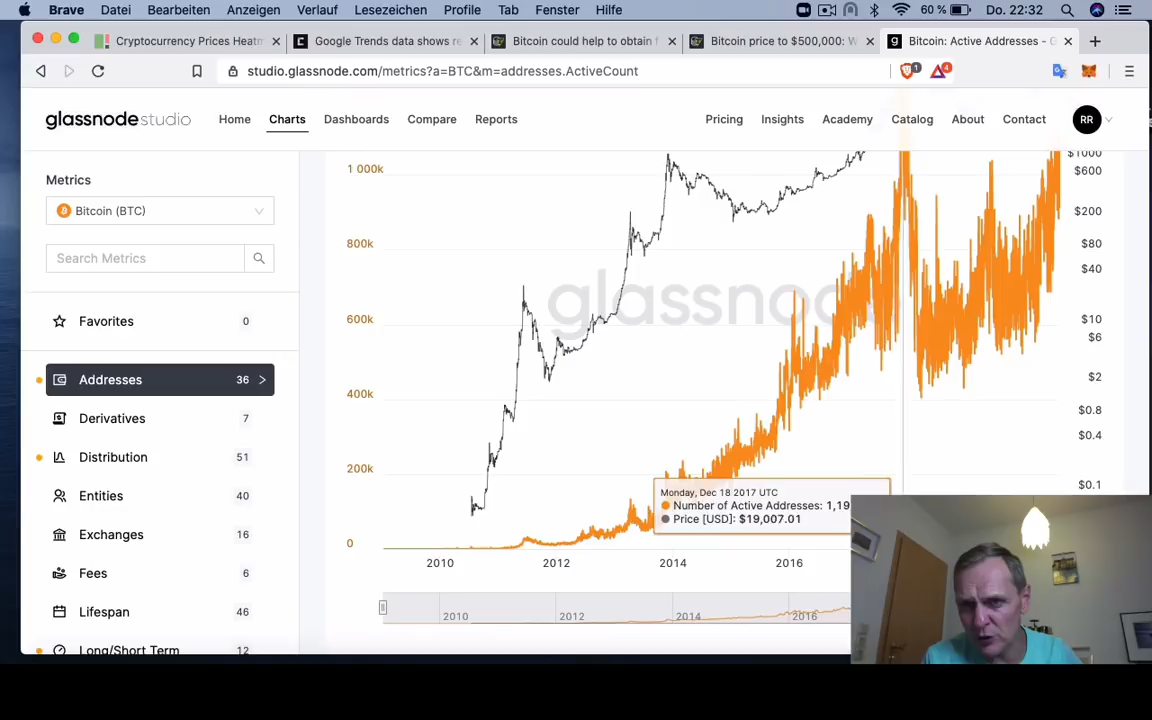 Brave Datei Bearbeiten Anzeigen Verlauf Lesezeichen Profile Tab Fenster Hilfe 60 % Do. 22:32
Cryptocurrency Prices Heatm
Google Trends data shows re
Bitcoin could help to obtain f
Bitcoin price to $500,000: W
Bitcoin: Active Addresses - G
studio.glassnode.com/metrics?a=BTC&m=addresses.ActiveCount 1 4
glassnode studio Home Charts Dashboards Compare Reports Pricing Insights Academy Catalog About Contact RR
Metrics
Bitcoin (BTC)
Search Metrics
Favorites 0
Addresses 36
Derivatives 7
Distribution 51
Entities 40
Exchanges 16
Fees 6
Lifespan 46
Long/Short Term 12
1 000k
800k
600k
400k
200k
0
glassnode
$1000
$600
$200
$80
$40
$10
$6
$2
$0.8
$0.4
$0.1
Monday, Dec 18 2017 UTC
Number of Active Addresses: 1,19
Price [USD]: $19,007.01
2010 2012 2014 2016
2010 2012 2014 2016